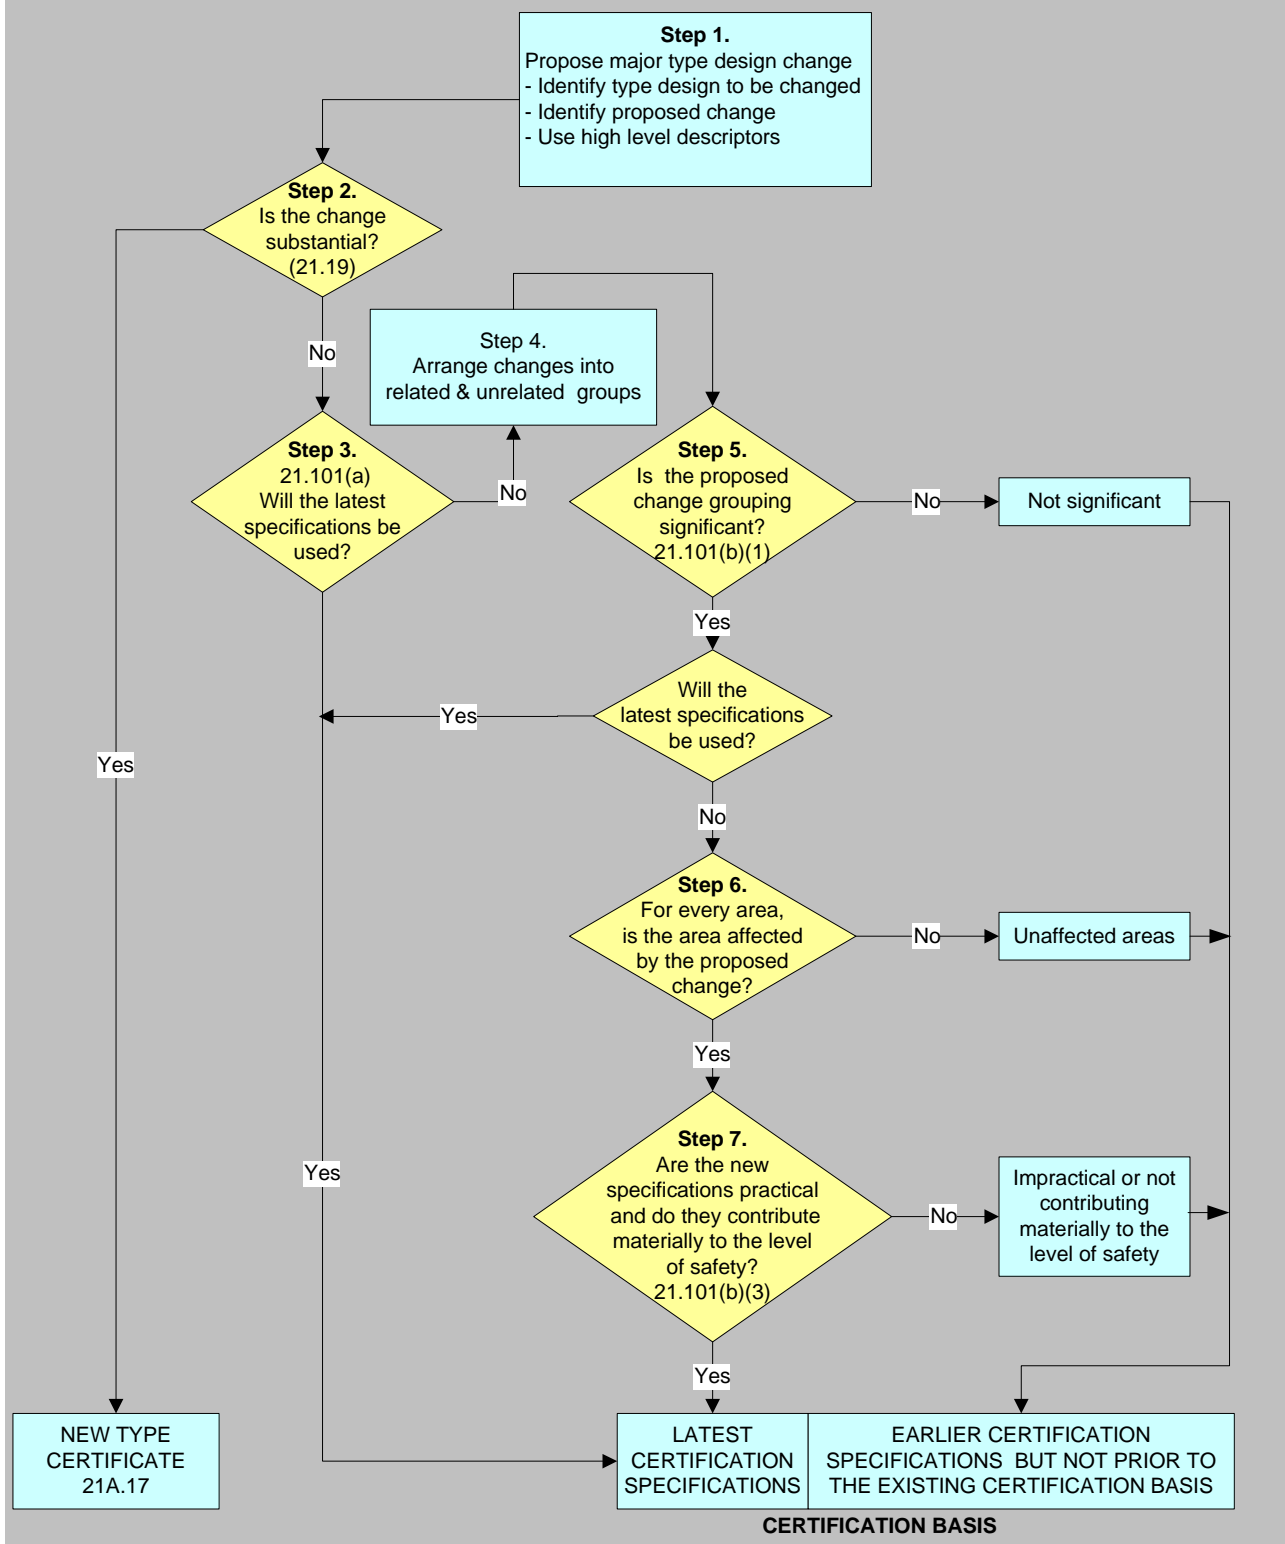 Step 1.
Propose major type design change
- Identify type design to be changed
- Identify proposed change
- Use high level descriptors
Step 2.
Is the change
substantial?
(21.19)
No
Step 4.
Arrange changes into
related & unrelated groups
Step 3.
21.101(a)
Will the latest
specifications be
used?
No
Step 5.
Is the proposed
change grouping
significant?
21.101(b)(1)
No
Not significant
Yes
Will the
latest specifications
be used?
Yes
Yes
No
Step 6.
For every area,
is the area affected
by the proposed
change?
No
Unaffected areas
Yes
Step 7.
Are the new
specifications practical
and do they contribute
materially to the level
of safety?
21.101(b)(3)
No
Impractical or not
contributing
materially to the
level of safety
Yes
Yes
NEW TYPE
CERTIFICATE
21A.17
LATEST
CERTIFICATION
SPECIFICATIONS
EARLIER CERTIFICATION
SPECIFICATIONS BUT NOT PRIOR TO
THE EXISTING CERTIFICATION BASIS
CERTIFICATION BASIS